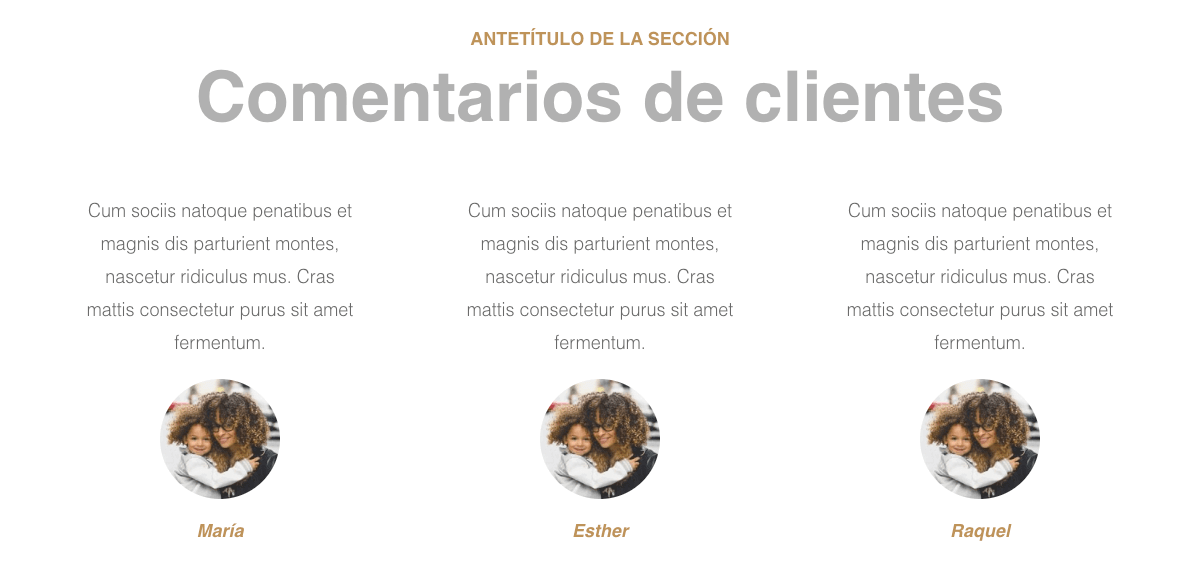 ANTETÍTULO DE LA SECCIÓN
Comentarios de clientes
Cum sociis natoque penatibus et
magnis dis parturient montes,
nascetur ridiculus mus. Cras
mattis consectetur purus sit amet
fermentum.
María
Cum sociis natoque penatibus et
magnis dis parturient montes,
nascetur ridiculus mus. Cras
mattis consectetur purus sit amet
fermentum.
Esther
Cum sociis natoque penatibus et
magnis dis parturient montes,
nascetur ridiculus mus. Cras
mattis consectetur purus sit amet
fermentum.
Raquel